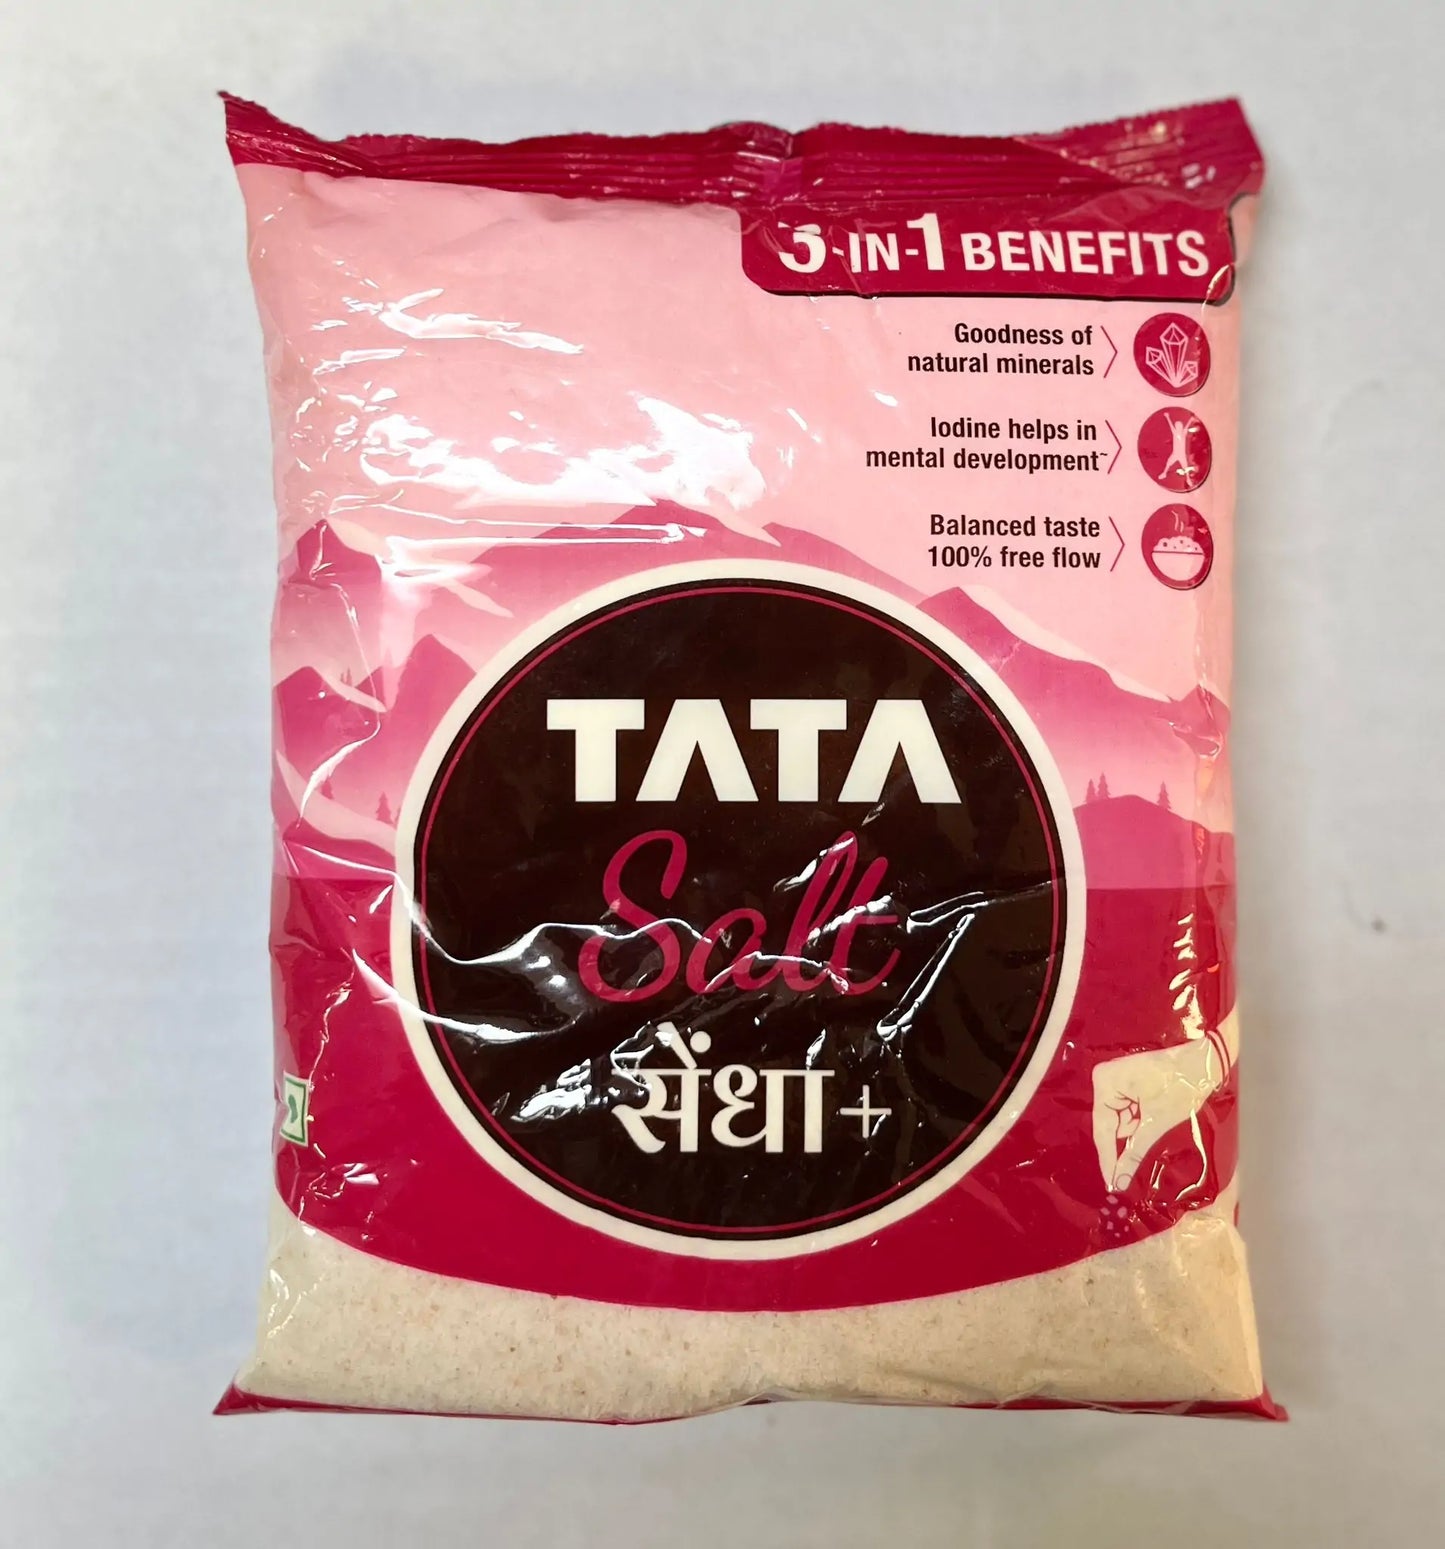 3-IN-1 BENEFITS
Goodness of
natural minerals
Iodine helps in
mental development~
Balanced taste
100% free flow
TATA
Salt
सेंधा+